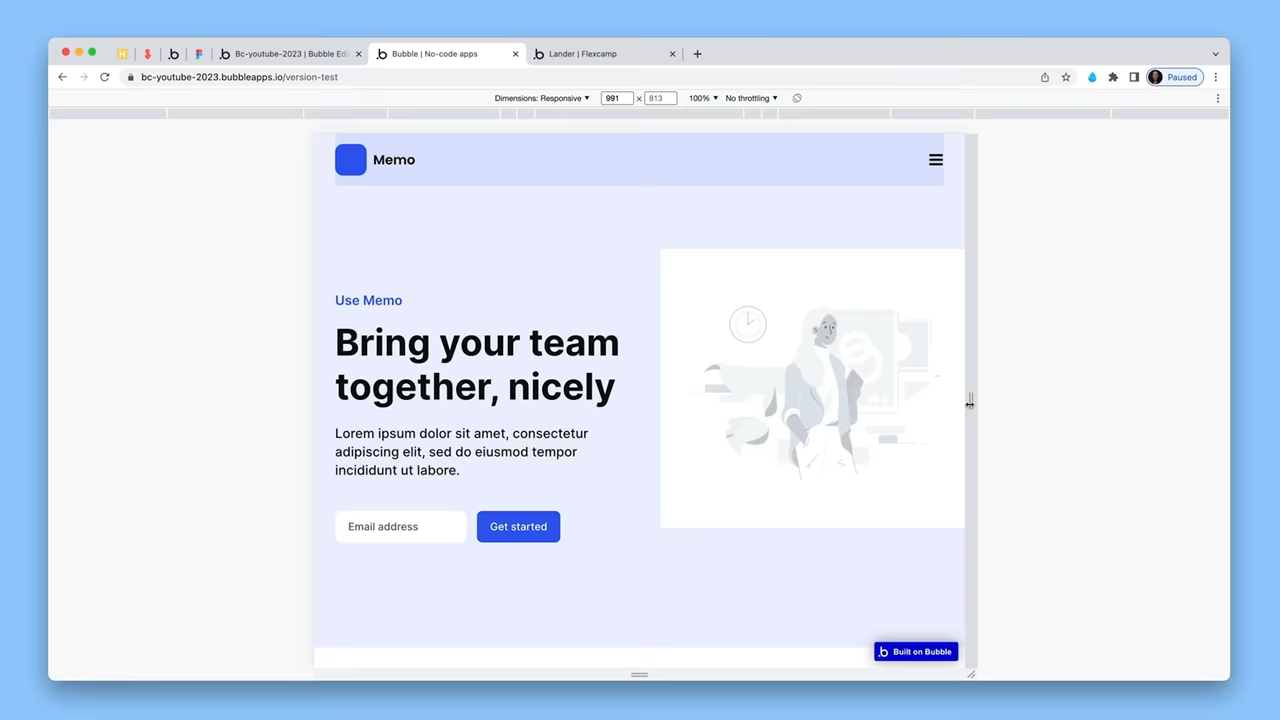 Bc-youtube-2023 | Bubble Edi
Bubble | No-code apps
Lander | Flexcamp
bc-youtube-2023.bubbleapps.io/version-test
Paused
Dimensions: Responsive
991
×
813
100%
No throttling
Memo
Use Memo
Bring your team
together, nicely
Lorem ipsum dolor sit amet, consectetur
adipiscing elit, sed do eiusmod tempor
incididunt ut labore.
Email address
Get started
Built on Bubble